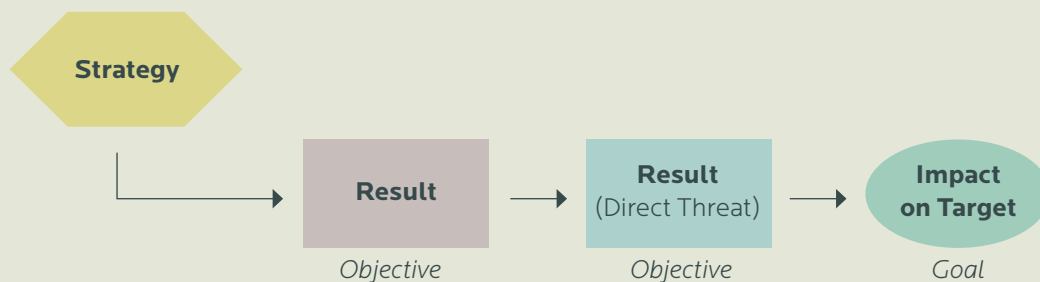 Strategy
Result
Objective
Result
(Direct Threat)
Objective
Impact
on Target
Goal